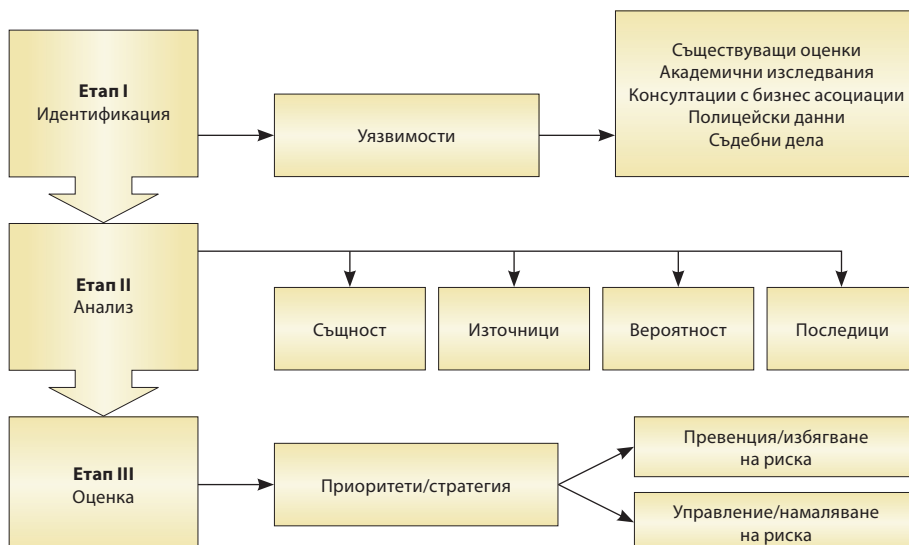 Етап I
Идентификация
Уязвимости
Съществуващи оценки
Академични изследвания
Консултации с бизнес асоциации
Полицейски данни
Съдебни дела
Етап II
Анализ
Същност
Източници
Вероятност
Последици
Етап III
Оценка
Приоритети/стратегия
Превенция/избягване
на риска
Управление/намаляване
на риска